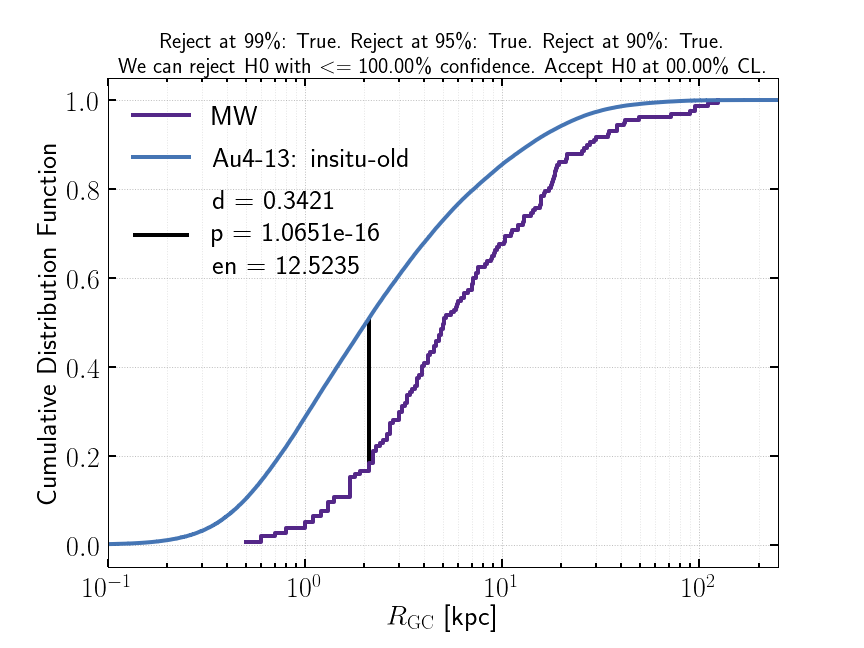 Reject at 99%: True. Reject at 95%: True. Reject at 90%: True.
We can reject H0 with <= 100.00% confidence. Accept H0 at 00.00% CL.
MW
Au4-13: insitu-old
d = 0.3421
p = 1.0651e-16
en = 12.5235
Cumulative Distribution Function
1.0
0.8
0.6
0.4
0.2
0.0
10⁻¹ 10⁰ 10¹ 10²
R_GC [kpc]